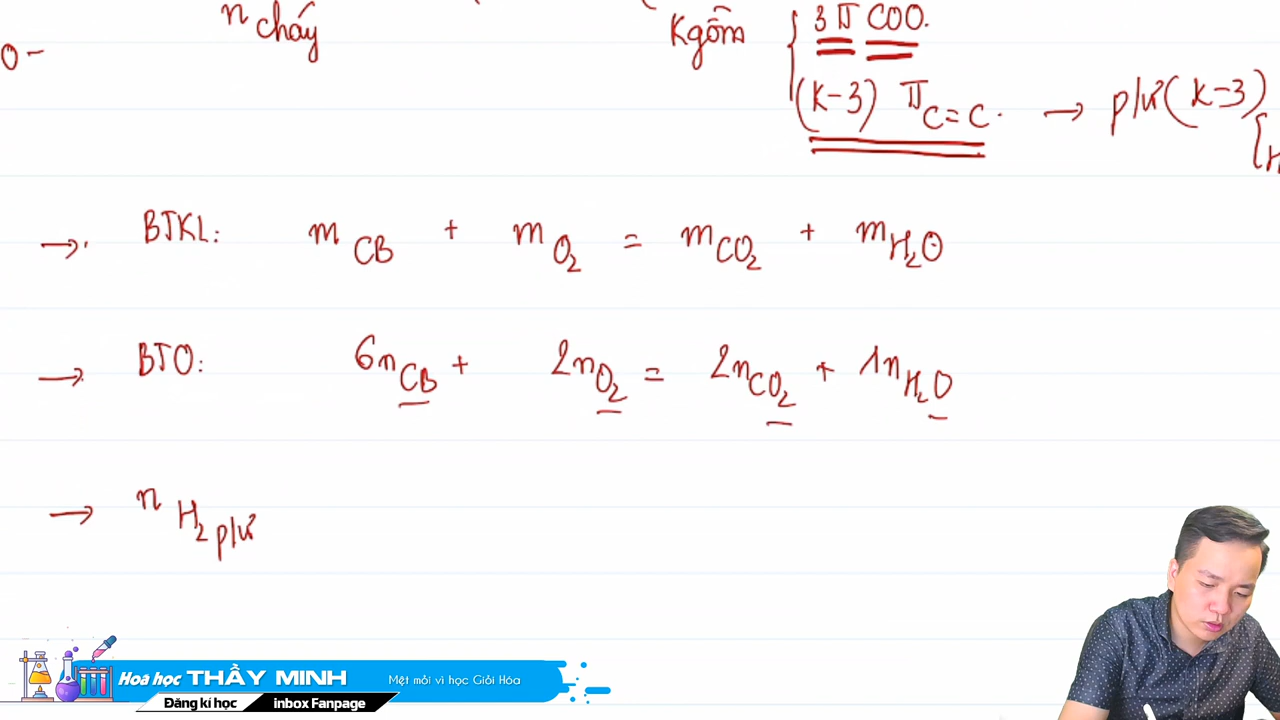 n cháy
O-
K gồm { 3π COO.
(K-3) π C=C. → p/ư (K-3) {
→ BTKL: m CB + m O2 = m CO2 + m H2O
→ BTO: 6n CB + 2n O2 = 2n CO2 + 1n H2O
→ n H2 p/ư
Hoá học THẦY MINH
Mệt mỏi vì học Giỏi Hóa
Đăng kí học inbox Fanpage